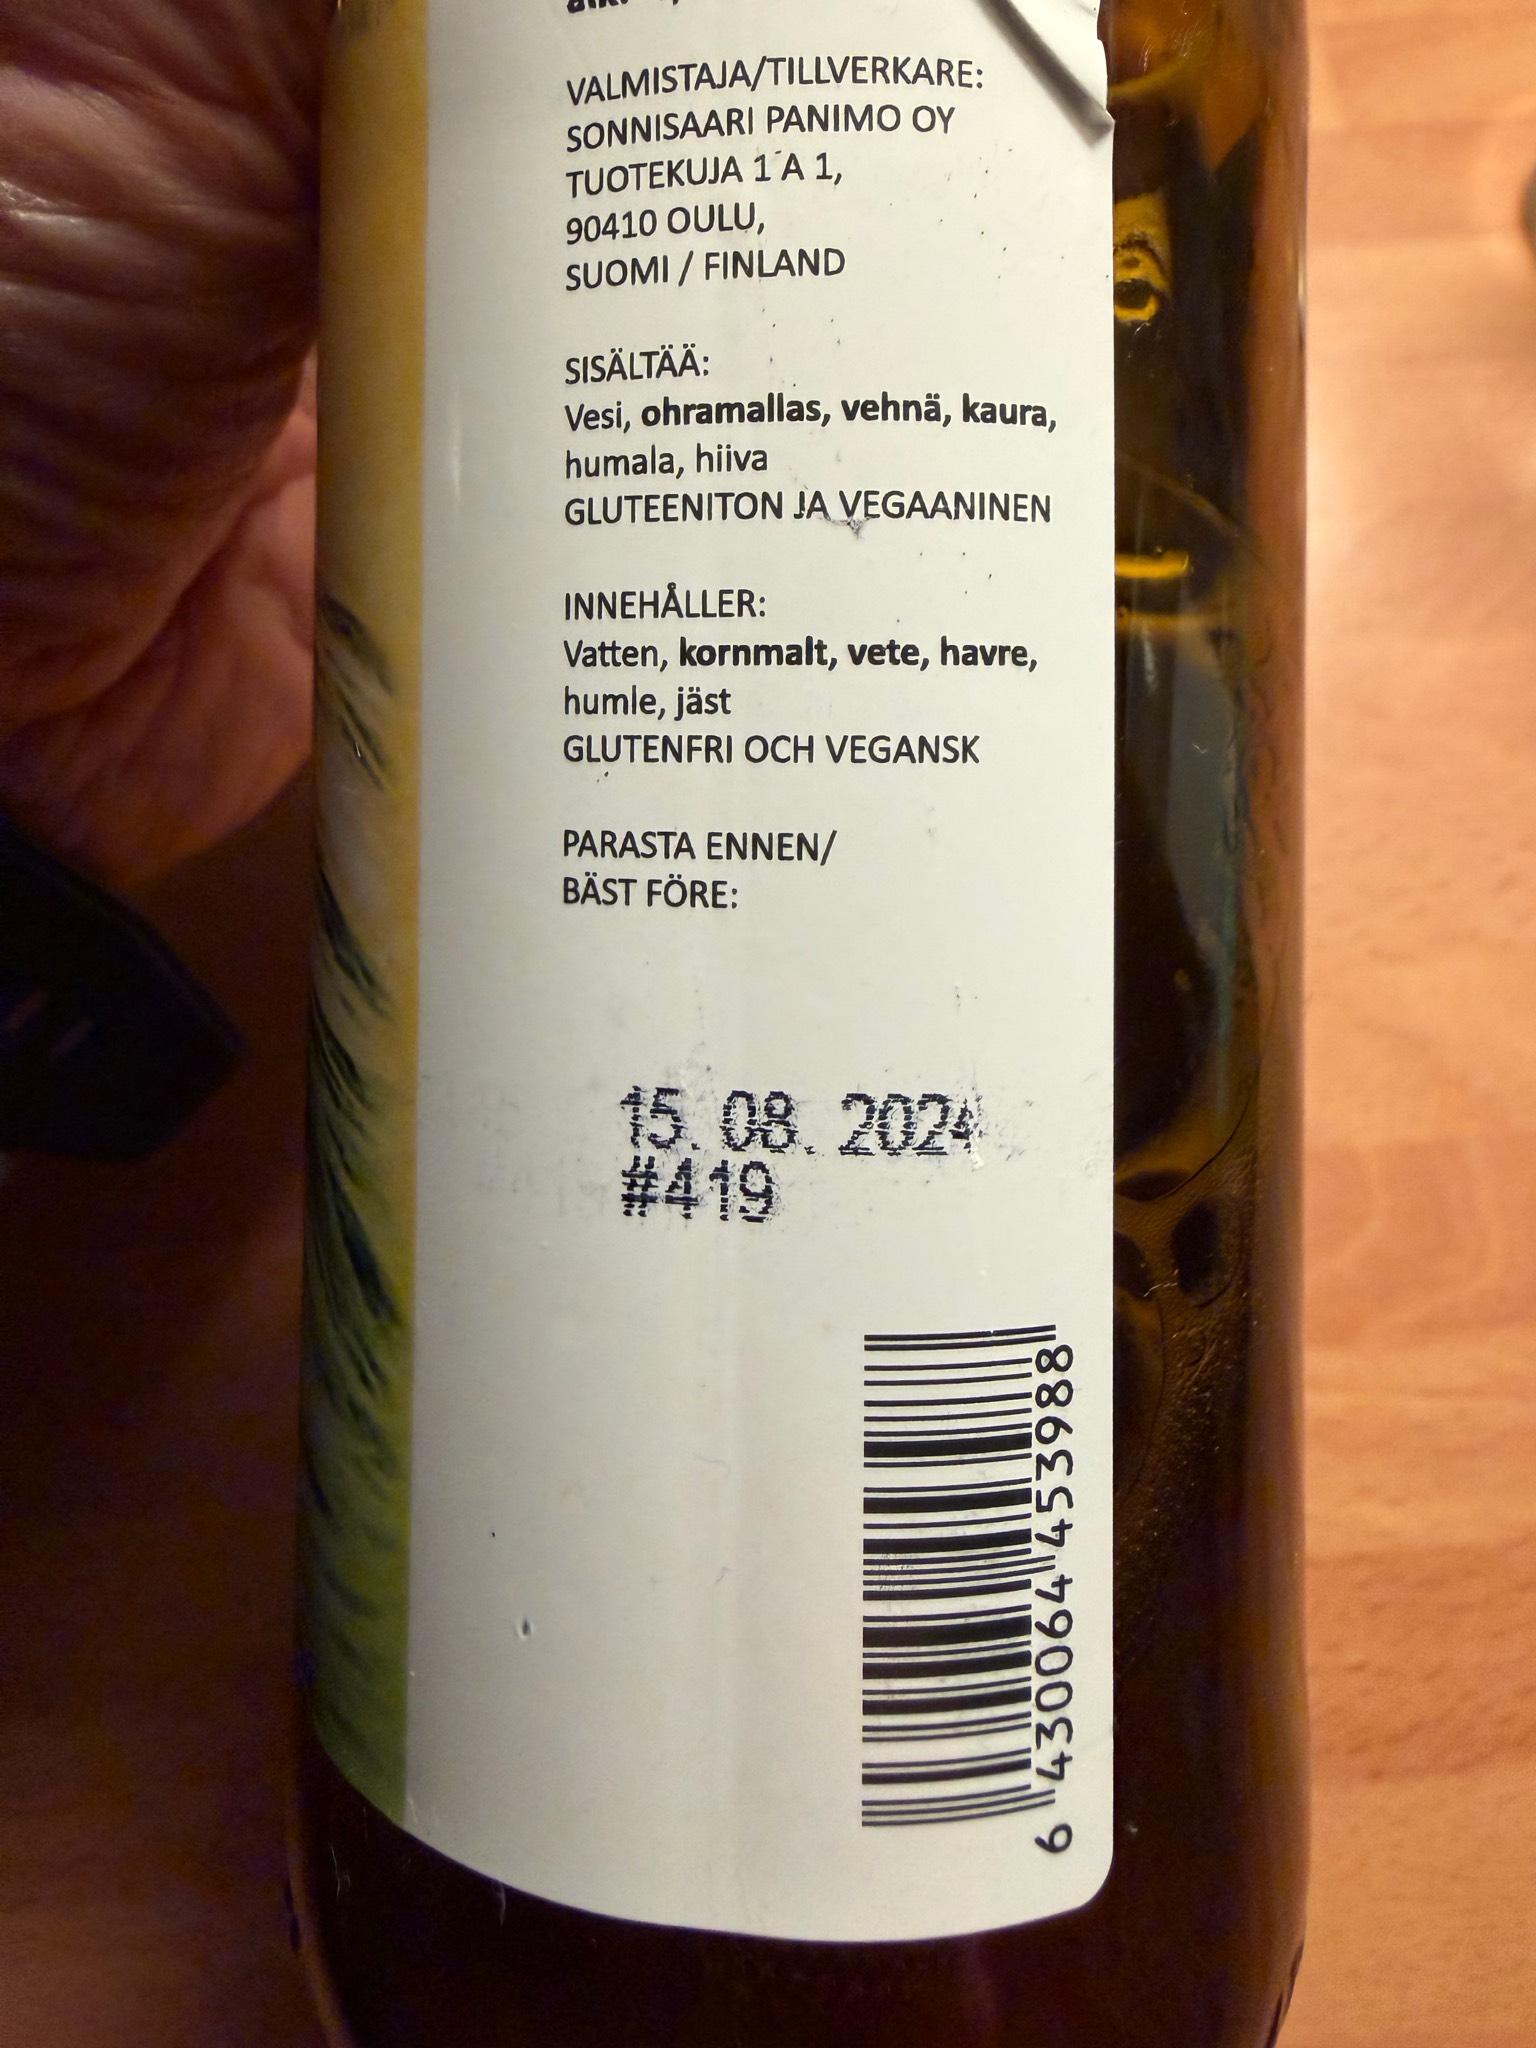 VALMISTAJA/TILLVERKARE:
SONNISAARI PANIMO OY
TUOTEKUJA 1 A 1,
90410 OULU,
SUOMI / FINLAND
SISÄLTÄÄ:
Vesi, ohramallas, vehnä, kaura,
humala, hiiva
GLUTEENITON JA VEGAANINEN
INNEHÅLLER:
Vatten, kornmalt, vete, havre,
humle, jäst
GLUTENFRI OCH VEGANSK
PARASTA ENNEN/
BÄST FÖRE:
15.08.2024
6 430064 453988